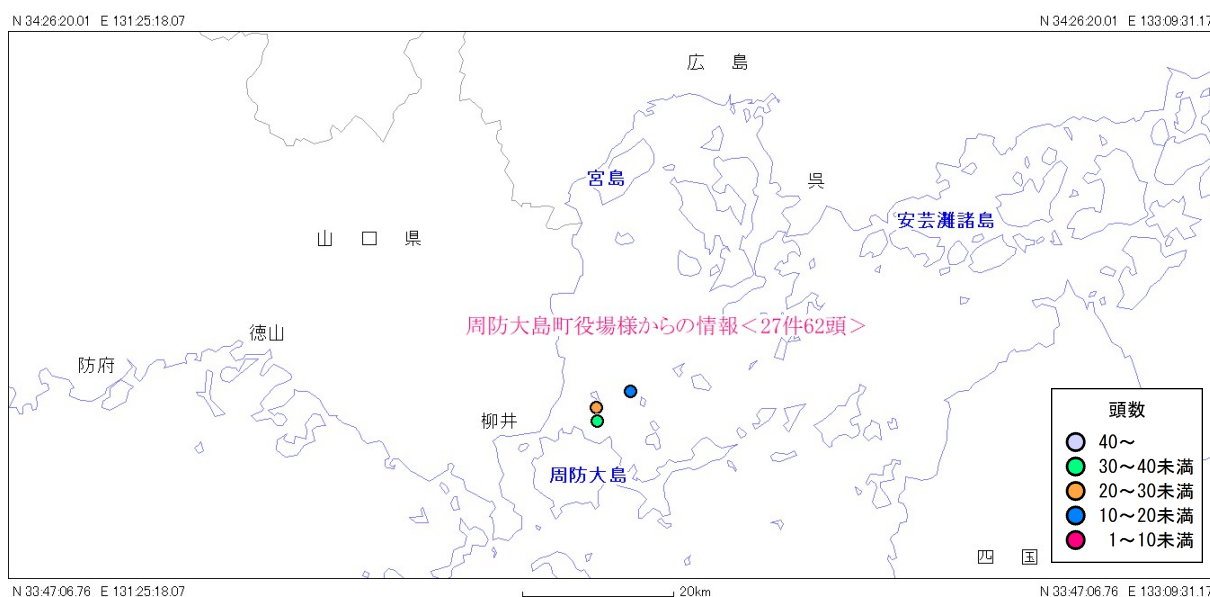 N 34:26:20.01 E 131:25:18.07
N 34:26:20.01 E 133:09:31.17
広 島
宮島
呉
安芸灘諸島
山 口 県
周防大島町役場様からの情報<27件62頭>
徳山
防府
柳井
周防大島
頭数
40~
30~40未満
20~30未満
10~20未満
1~10未満
四 国
N 33:47:06.76 E 131:25:18.07
20km
N 33:47:06.76 E 133:09:31.17